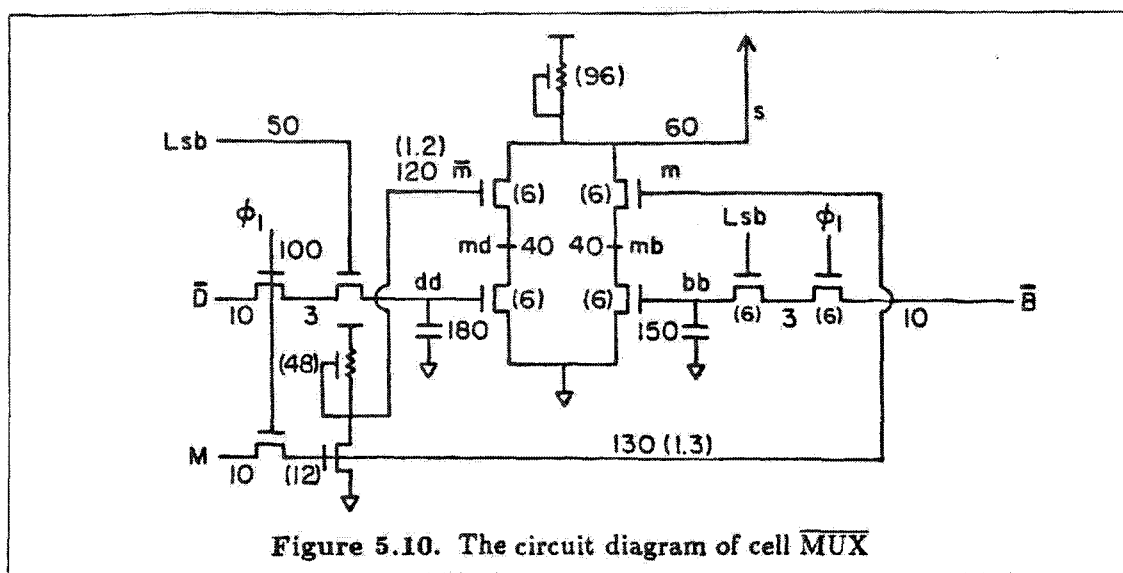 (96)
s
60
Lsb
50
(1.2)
120 m̅
(6)
(6)
m
ϕ₁
100
md
40
40
mb
Lsb
ϕ₁
D̅
10
3
dd
180
(6)
(6)
bb
150
(6)
3
(6)
10
B̅
(48)
M
10
(12)
130 (1.3)
Figure 5.10. The circuit diagram of cell M̅U̅X̅